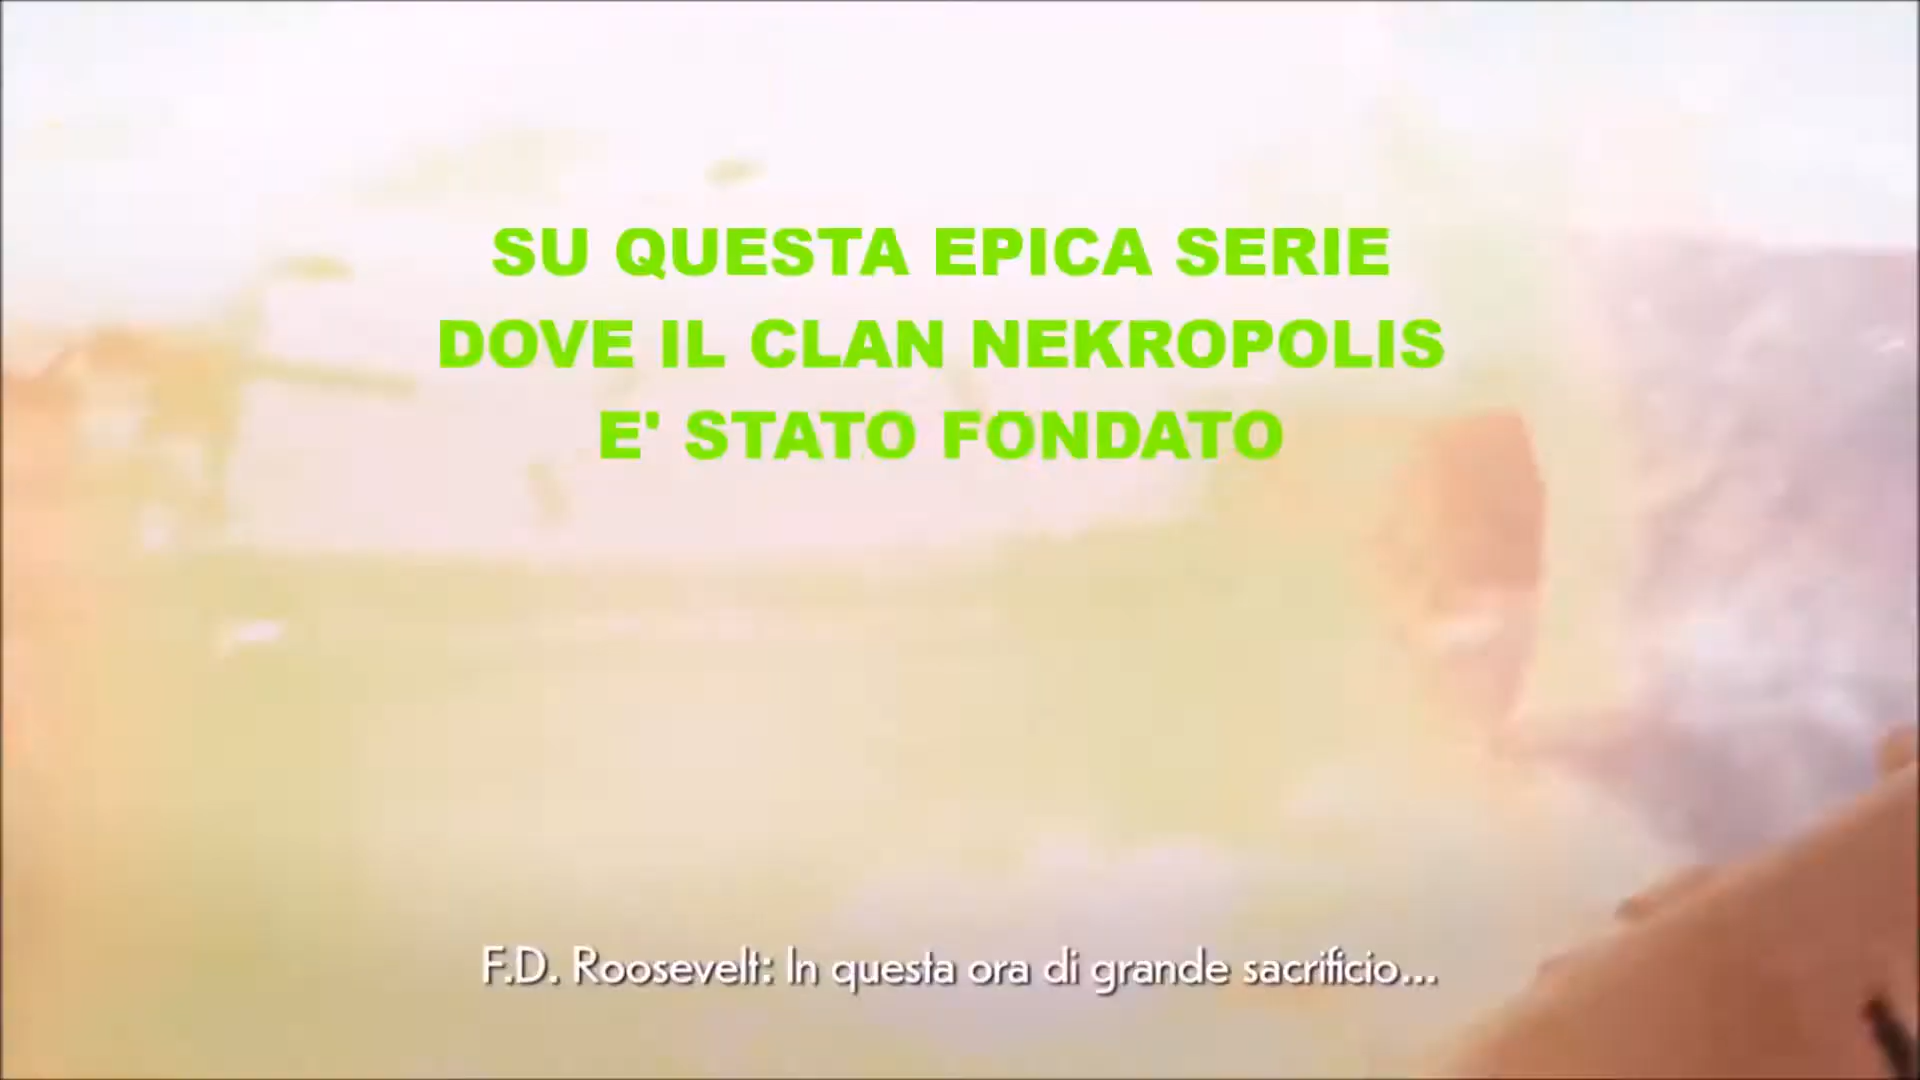 SU QUESTA EPICA SERIE
DOVE IL CLAN NEKROPOLIS
E' STATO FONDATO
F.D. Roosevelt: In questa ora di grande sacrificio...